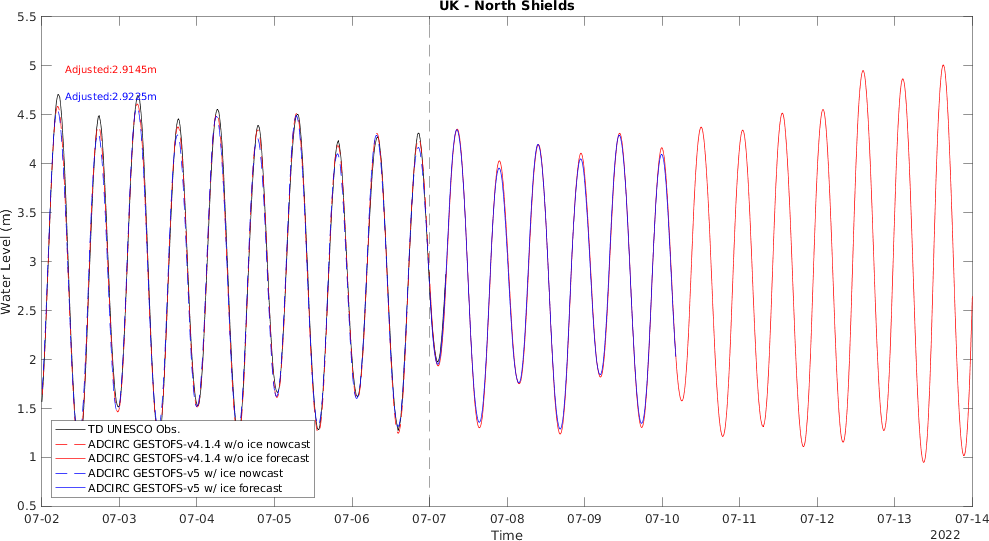 UK - North Shields
5.5
5
4.5
4
3.5
3
2.5
2
1.5
1
0.5
Water Level (m)
Adjusted:2.9145m
Adjusted:2.9225m
TD UNESCO Obs.
ADCIRC GESTOFS-v4.1.4 w/o ice nowcast
ADCIRC GESTOFS-v4.1.4 w/o ice forecast
ADCIRC GESTOFS-v5 w/ ice nowcast
ADCIRC GESTOFS-v5 w/ ice forecast
07-02 07-03 07-04 07-05 07-06 07-07 07-08 07-09 07-10 07-11 07-12 07-13 07-14
Time
2022